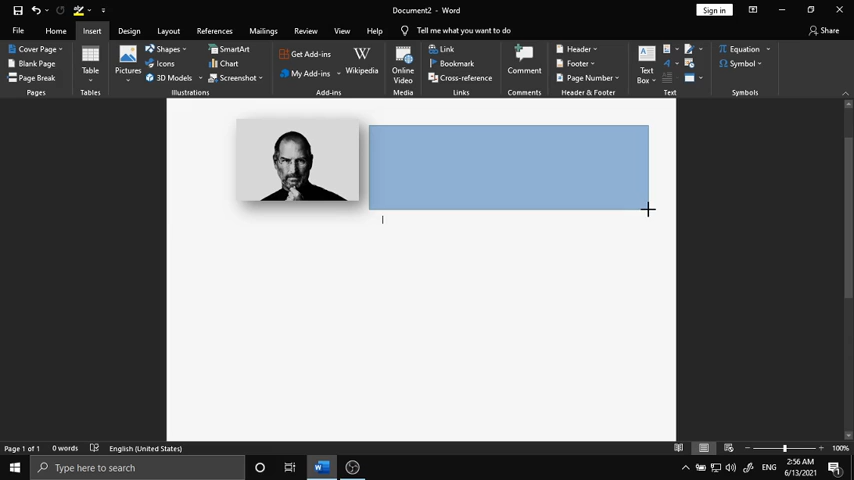 Document2 - Word
Sign in
File Home Insert Design Layout References Mailings Review View Help Tell me what you want to do
Share
Cover Page
Blank Page
Page Break
Pages
Table
Tables
Pictures
Shapes
Icons
3D Models
SmartArt
Chart
Screenshot
Illustrations
Get Add-ins
My Add-ins
W
Wikipedia
Add-ins
Online
Video
Media
Link
Bookmark
Cross-reference
Links
Comment
Comments
Header
Footer
Page Number
Header & Footer
Text
Box
Text
Equation
Symbol
Symbols
Page 1 of 1 0 words English (United States)
100%
Type here to search
ENG
2:56 AM
6/13/2021